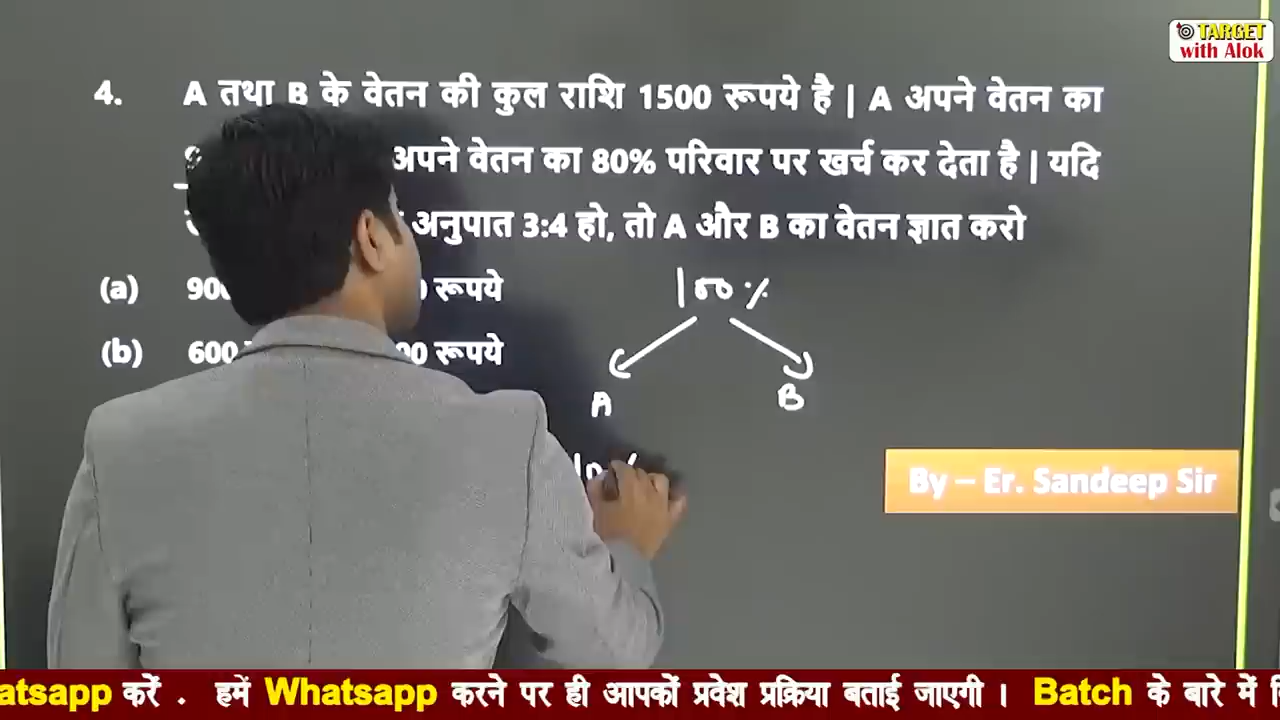 TARGET
with Alok
4. A तथा B के वेतन की कुल राशि 1500 रूपये है | A अपने वेतन का
अपने वेतन का 80% परिवार पर खर्च कर देता है | यदि
अनुपात 3:4 हो, तो A और B का वेतन ज्ञात करो
(a) रूपये
(b) 600 रूपये
100%
A B
By – Er. Sandeep Sir
करें . हमें Whatsapp करने पर ही आपकों प्रवेश प्रक्रिया बताई जाएगी । Batch के बारे में